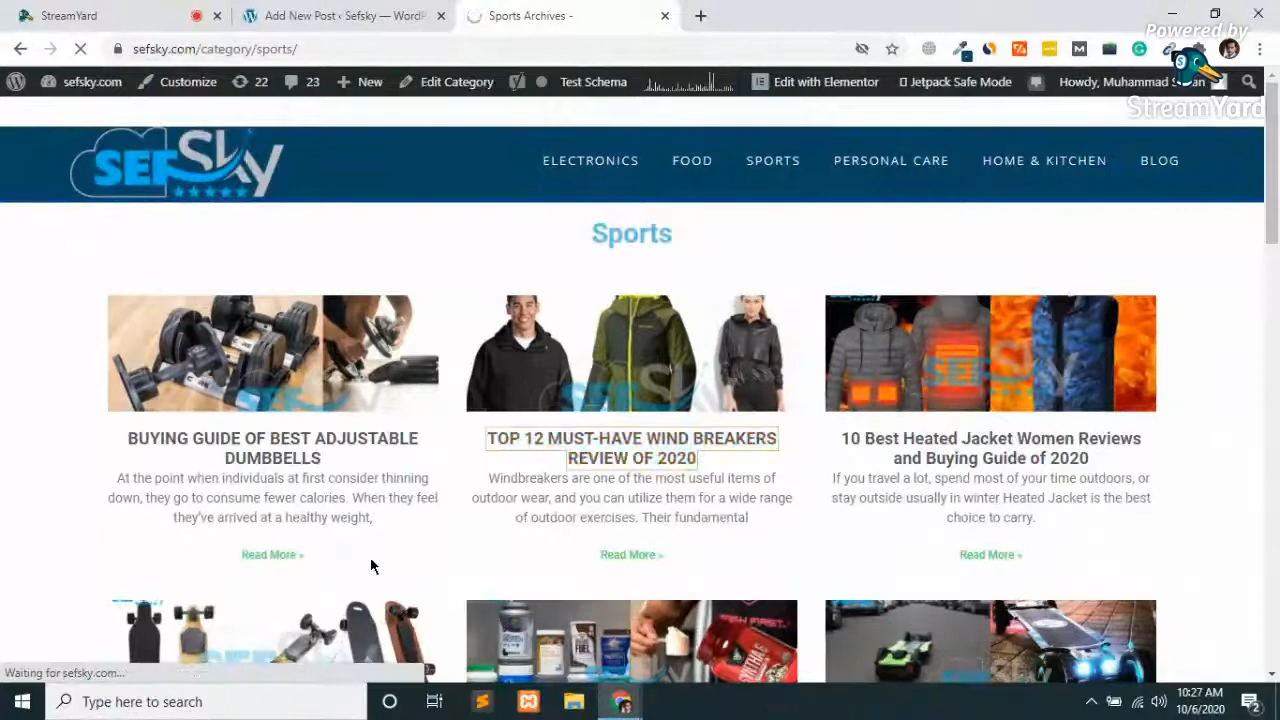 StreamYard
Add New Post ‹ Sefsky — WordP
Sports Archives -
Powered by
sefsky.com/category/sports/
sefsky.com
Customize
22
23
New
Edit Category
Test Schema
Edit with Elementor
Jetpack Safe Mode
StreamYard
SEFSky
ELECTRONICS
FOOD
SPORTS
PERSONAL CARE
HOME & KITCHEN
BLOG
Sports
BUYING GUIDE OF BEST ADJUSTABLE
DUMBBELLS
At the point when individuals at first consider thinning
down, they go to consume fewer calories. When they feel
they've arrived at a healthy weight,
Read More »
TOP 12 MUST-HAVE WIND BREAKERS
REVIEW OF 2020
Windbreakers are one of the most useful items of
outdoor wear, and you can utilize them for a wide range
of outdoor exercises. Their fundamental
Read More »
10 Best Heated Jacket Women Reviews
and Buying Guide of 2020
If you travel a lot, spend most of your time outdoors, or
stay outside usually in winter Heated Jacket is the best
choice to carry.
Read More »
Waiting for sefsky.com...
Type here to search
10:27 AM
10/6/2020
2